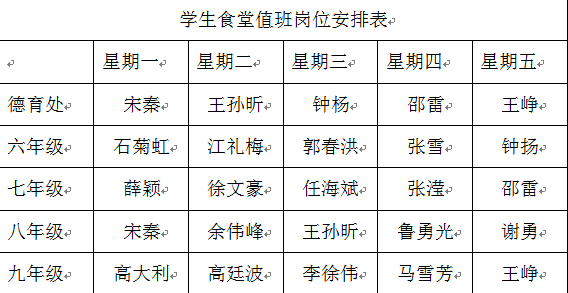 学生食堂值班岗位安排表
星期一 星期二 星期三 星期四 星期五
德育处 宋秦 王孙昕 钟杨 邵雷 王峥
六年级 石菊虹 江礼梅 郭春洪 张雪 钟扬
七年级 薛颖 徐文豪 任海斌 张滢 邵雷
八年级 宋秦 余伟峰 王孙昕 鲁勇光 谢勇
九年级 高大利 高廷波 李徐伟 马雪芳 王峥